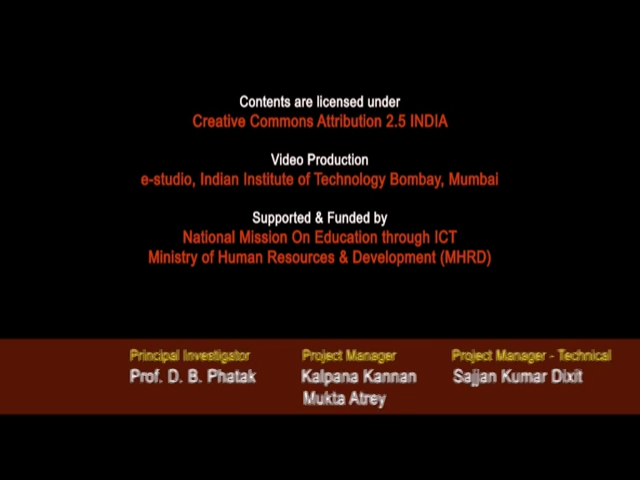 Contents are licensed under
Creative Commons Attribution 2.5 INDIA
Video Production
e-studio, Indian Institute of Technology Bombay, Mumbai
Supported & Funded by
National Mission On Education through ICT
Ministry of Human Resources & Development (MHRD)
Principal Investigator Project Manager Project Manager - Technical
Prof. D. B. Phatak Kalpana Kannan Sajjan Kumar Dixit
Mukta Atrey